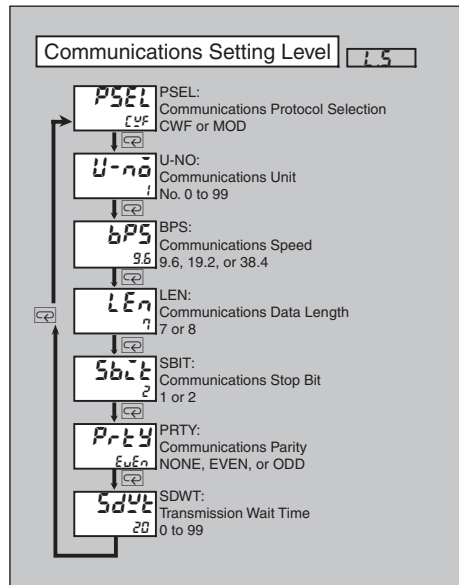 Communications Setting Level L.5
PSEL PSEL:
Communications Protocol Selection
CWF CWF or MOD
U-no U-NO:
Communications Unit
1 No. 0 to 99
bPS BPS:
Communications Speed
9.6 9.6, 19.2, or 38.4
LEn LEN:
Communications Data Length
7 7 or 8
Sbit SBIT:
Communications Stop Bit
2 1 or 2
PrtY PRTY:
Communications Parity
EvEn NONE, EVEN, or ODD
Sdwt SDWT:
Transmission Wait Time
20 0 to 99